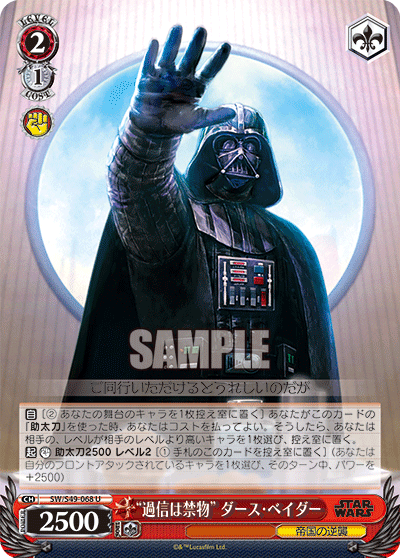 LEVEL
2
1
COST
SAMPLE
ご同行いただけるとうれしいのだが
自 [② あなたの舞台のキャラを1枚控え室に置く] あなたがこのカードの
「助太刀」を使った時、あなたはコストを払ってよい。そうしたら、あなたは
相手の、レベルが相手のレベルより高いキャラを1枚選び、控え室に置く。
起 助太刀2500 レベル2 [① 手札のこのカードを控え室に置く] (あなたは
自分のフロントアタックされているキャラを1枚選び、そのターン中、パワーを
+2500)
CH SW/S49-068 U
2500
“過信は禁物” ダース・ベイダー
STAR WARS
帝国の逆襲
©&™Lucasfilm Ltd.